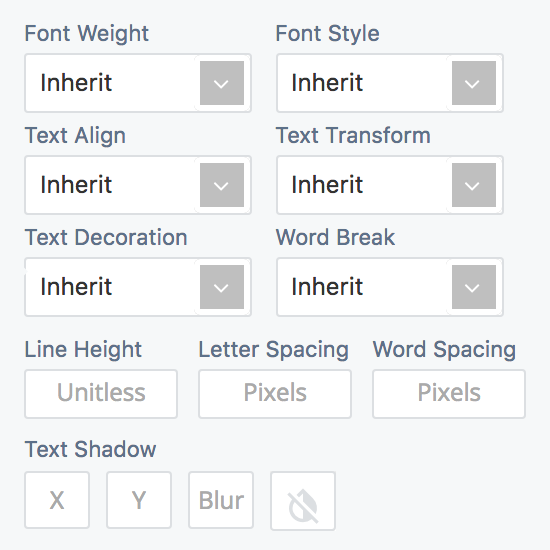 Font Weight Font Style
Inherit Inherit
Text Align Text Transform
Inherit Inherit
Text Decoration Word Break
Inherit Inherit
Line Height Letter Spacing Word Spacing
Unitless Pixels Pixels
Text Shadow
X Y Blur